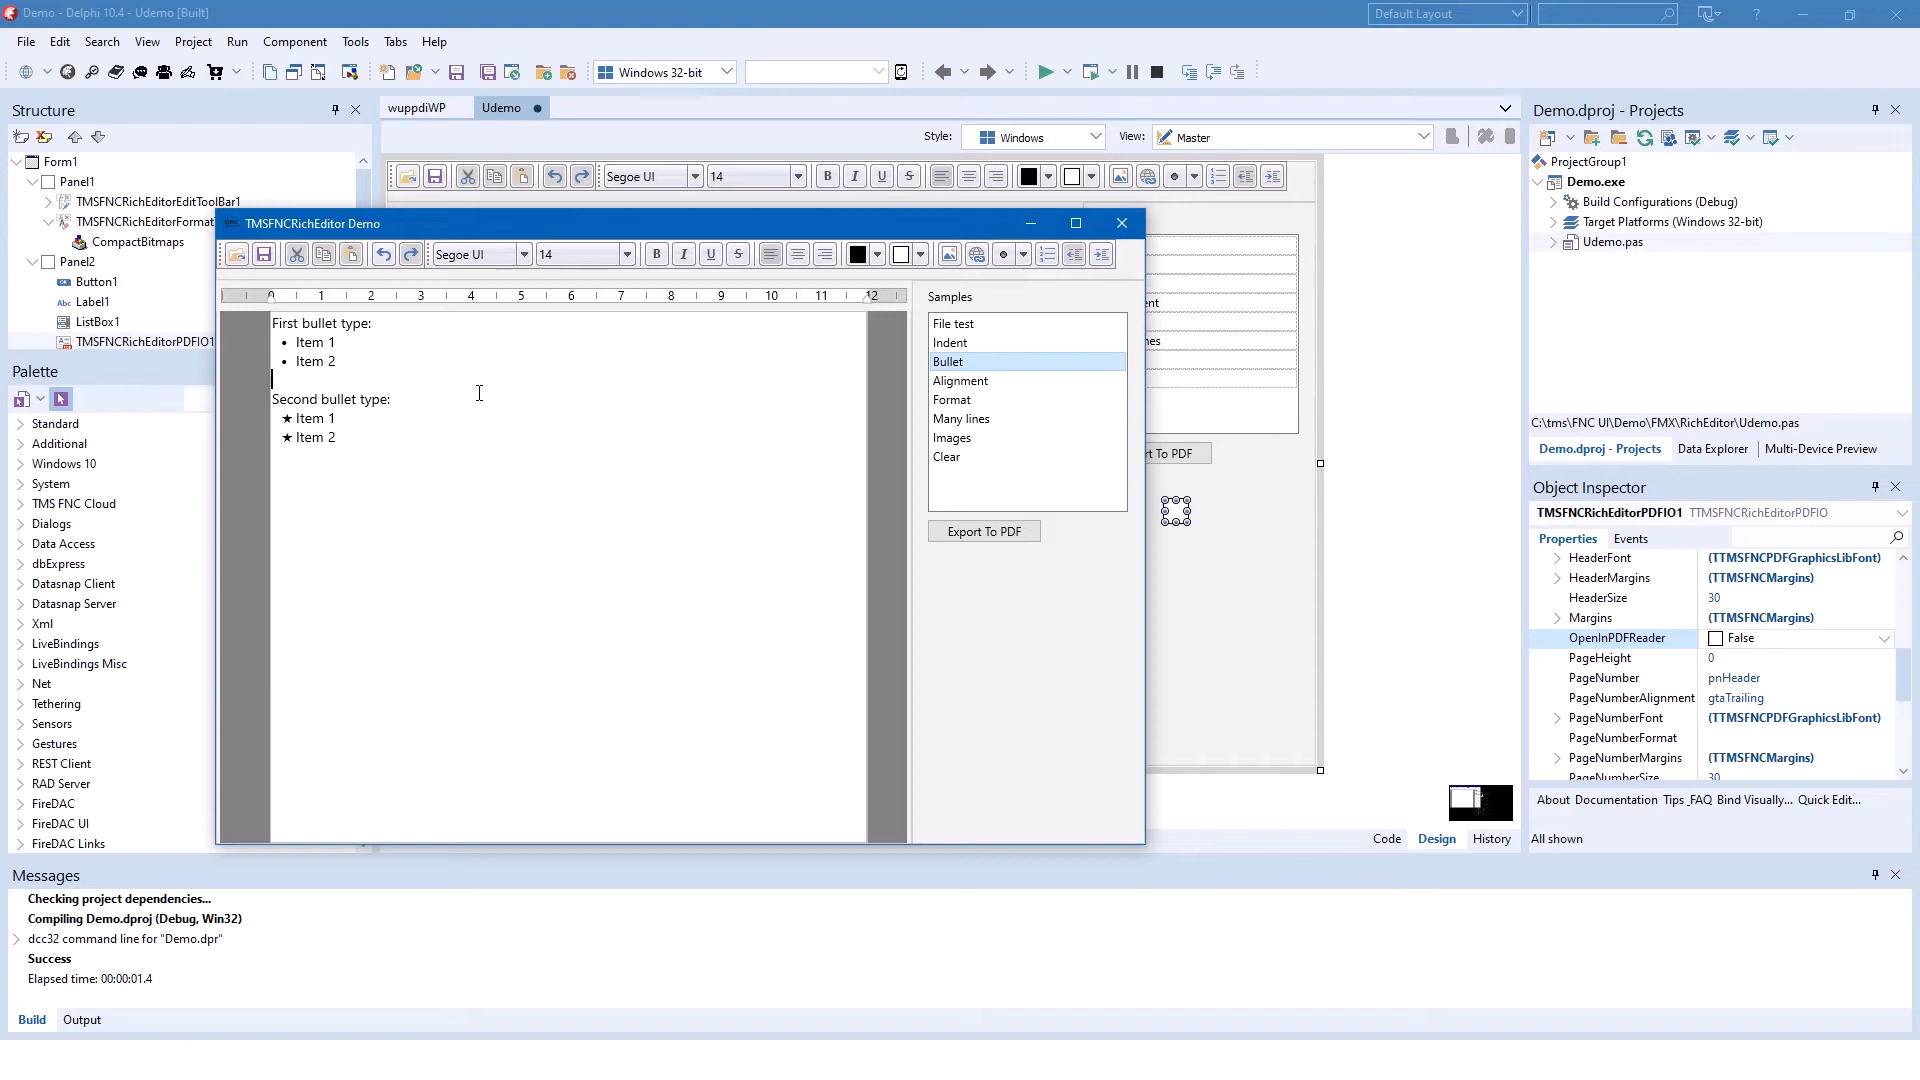 Demo - Delphi 10.4 - Udemo [Built]
Default Layout
File Edit Search View Project Run Component Tools Tabs Help
Windows 32-bit
Structure
Form1
Panel1
TMSFNCRichEditorEditToolBar1
TMSFNCRichEditorFormat
CompactBitmaps
Panel2
Button1
Label1
ListBox1
TMSFNCRichEditorPDFIO1
Palette
Standard
Additional
Windows 10
System
TMS FNC Cloud
Dialogs
Data Access
dbExpress
Datasnap Client
Datasnap Server
Xml
LiveBindings
LiveBindings Misc
Net
Tethering
Sensors
Gestures
REST Client
RAD Server
FireDAC
FireDAC UI
FireDAC Links
wuppdiWP Udemo
Style: Windows View: Master
Segoe UI 14 B I U S
TMSFNCRichEditor Demo
Segoe UI 14 B I U S
0 1 2 3 4 5 6 7 8 9 10 11 12
First bullet type:
• Item 1
• Item 2
Second bullet type:
★ Item 1
★ Item 2
Samples
File test
Indent
Bullet
Alignment
Format
Many lines
Images
Clear
Export To PDF
ent
nes
rt To PDF
Code Design History
Demo.dproj - Projects
ProjectGroup1
Demo.exe
Build Configurations (Debug)
Target Platforms (Windows 32-bit)
Udemo.pas
C:\tms\FNC UI\Demo\FMX\RichEditor\Udemo.pas
Demo.dproj - Projects Data Explorer Multi-Device Preview
Object Inspector
TMSFNCRichEditorPDFIO1 TTMSFNCRichEditorPDFIO
Properties Events
HeaderFont (TTMSFNCPDFGraphicsLibFont)
HeaderMargins (TTMSFNCMargins)
HeaderSize 30
Margins (TTMSFNCMargins)
OpenInPDFReader False
PageHeight 0
PageNumber pnHeader
PageNumberAlignment gtaTrailing
PageNumberFont (TTMSFNCPDFGraphicsLibFont)
PageNumberFormat
PageNumberMargins (TTMSFNCMargins)
PageNumberSize 30
About Documentation Tips_FAQ Bind Visually... Quick Edit...
All shown
Messages
Checking project dependencies...
Compiling Demo.dproj (Debug, Win32)
dcc32 command line for "Demo.dpr"
Success
Elapsed time: 00:00:01.4
Build Output